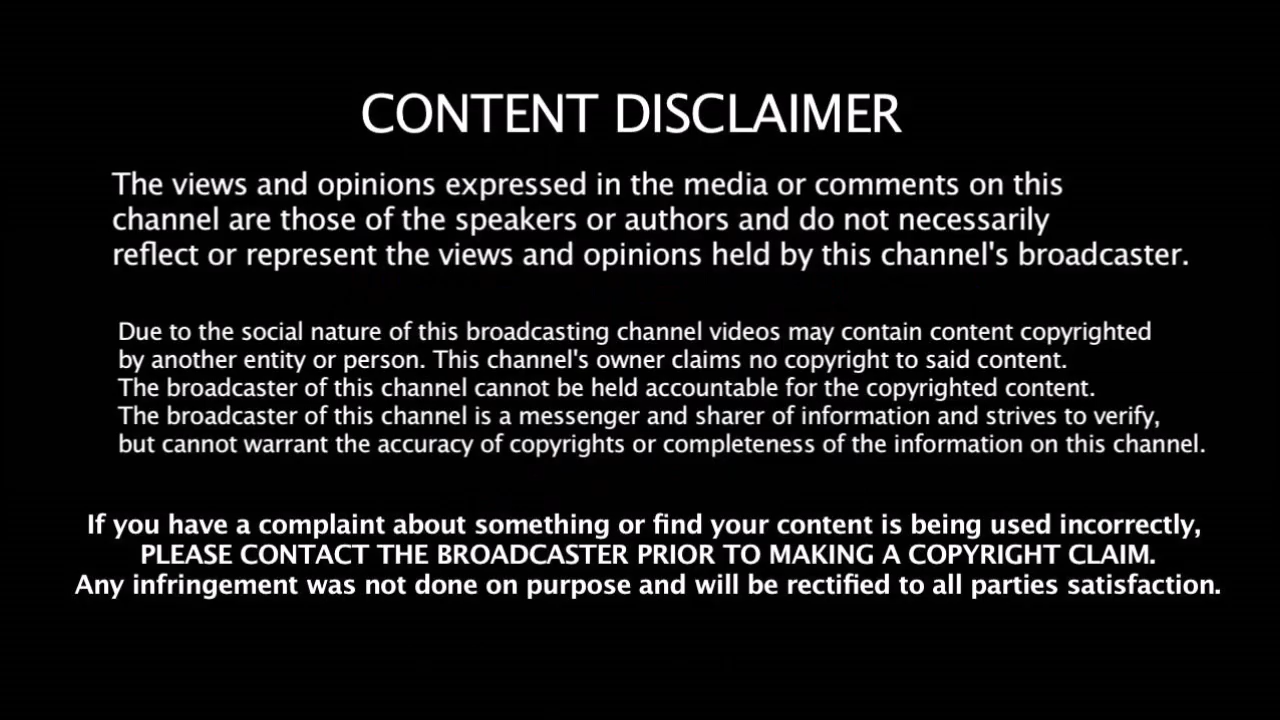 CONTENT DISCLAIMER
The views and opinions expressed in the media or comments on this
channel are those of the speakers or authors and do not necessarily
reflect or represent the views and opinions held by this channel's broadcaster.
Due to the social nature of this broadcasting channel videos may contain content copyrighted
by another entity or person. This channel's owner claims no copyright to said content.
The broadcaster of this channel cannot be held accountable for the copyrighted content.
The broadcaster of this channel is a messenger and sharer of information and strives to verify,
but cannot warrant the accuracy of copyrights or completeness of the information on this channel.
If you have a complaint about something or find your content is being used incorrectly,
PLEASE CONTACT THE BROADCASTER PRIOR TO MAKING A COPYRIGHT CLAIM.
Any infringement was not done on purpose and will be rectified to all parties satisfaction.